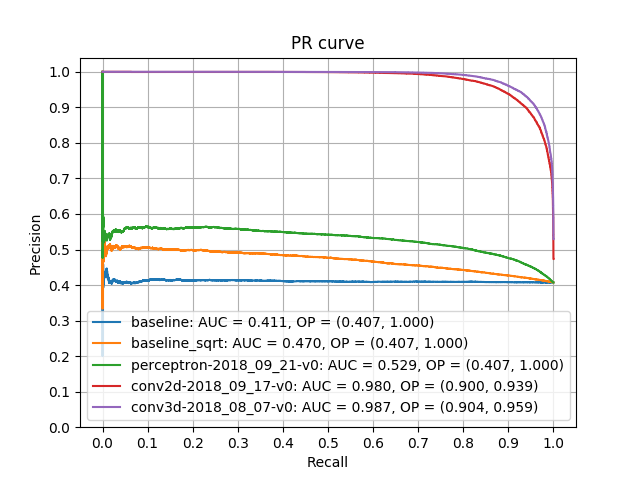 PR curve
1.0
0.9
0.8
0.7
0.6
0.5
0.4
0.3
0.2
0.1
0.0
Precision
baseline: AUC = 0.411, OP = (0.407, 1.000)
baseline_sqrt: AUC = 0.470, OP = (0.407, 1.000)
perceptron-2018_09_21-v0: AUC = 0.529, OP = (0.407, 1.000)
conv2d-2018_09_17-v0: AUC = 0.980, OP = (0.900, 0.939)
conv3d-2018_08_07-v0: AUC = 0.987, OP = (0.904, 0.959)
0.0 0.1 0.2 0.3 0.4 0.5 0.6 0.7 0.8 0.9 1.0
Recall